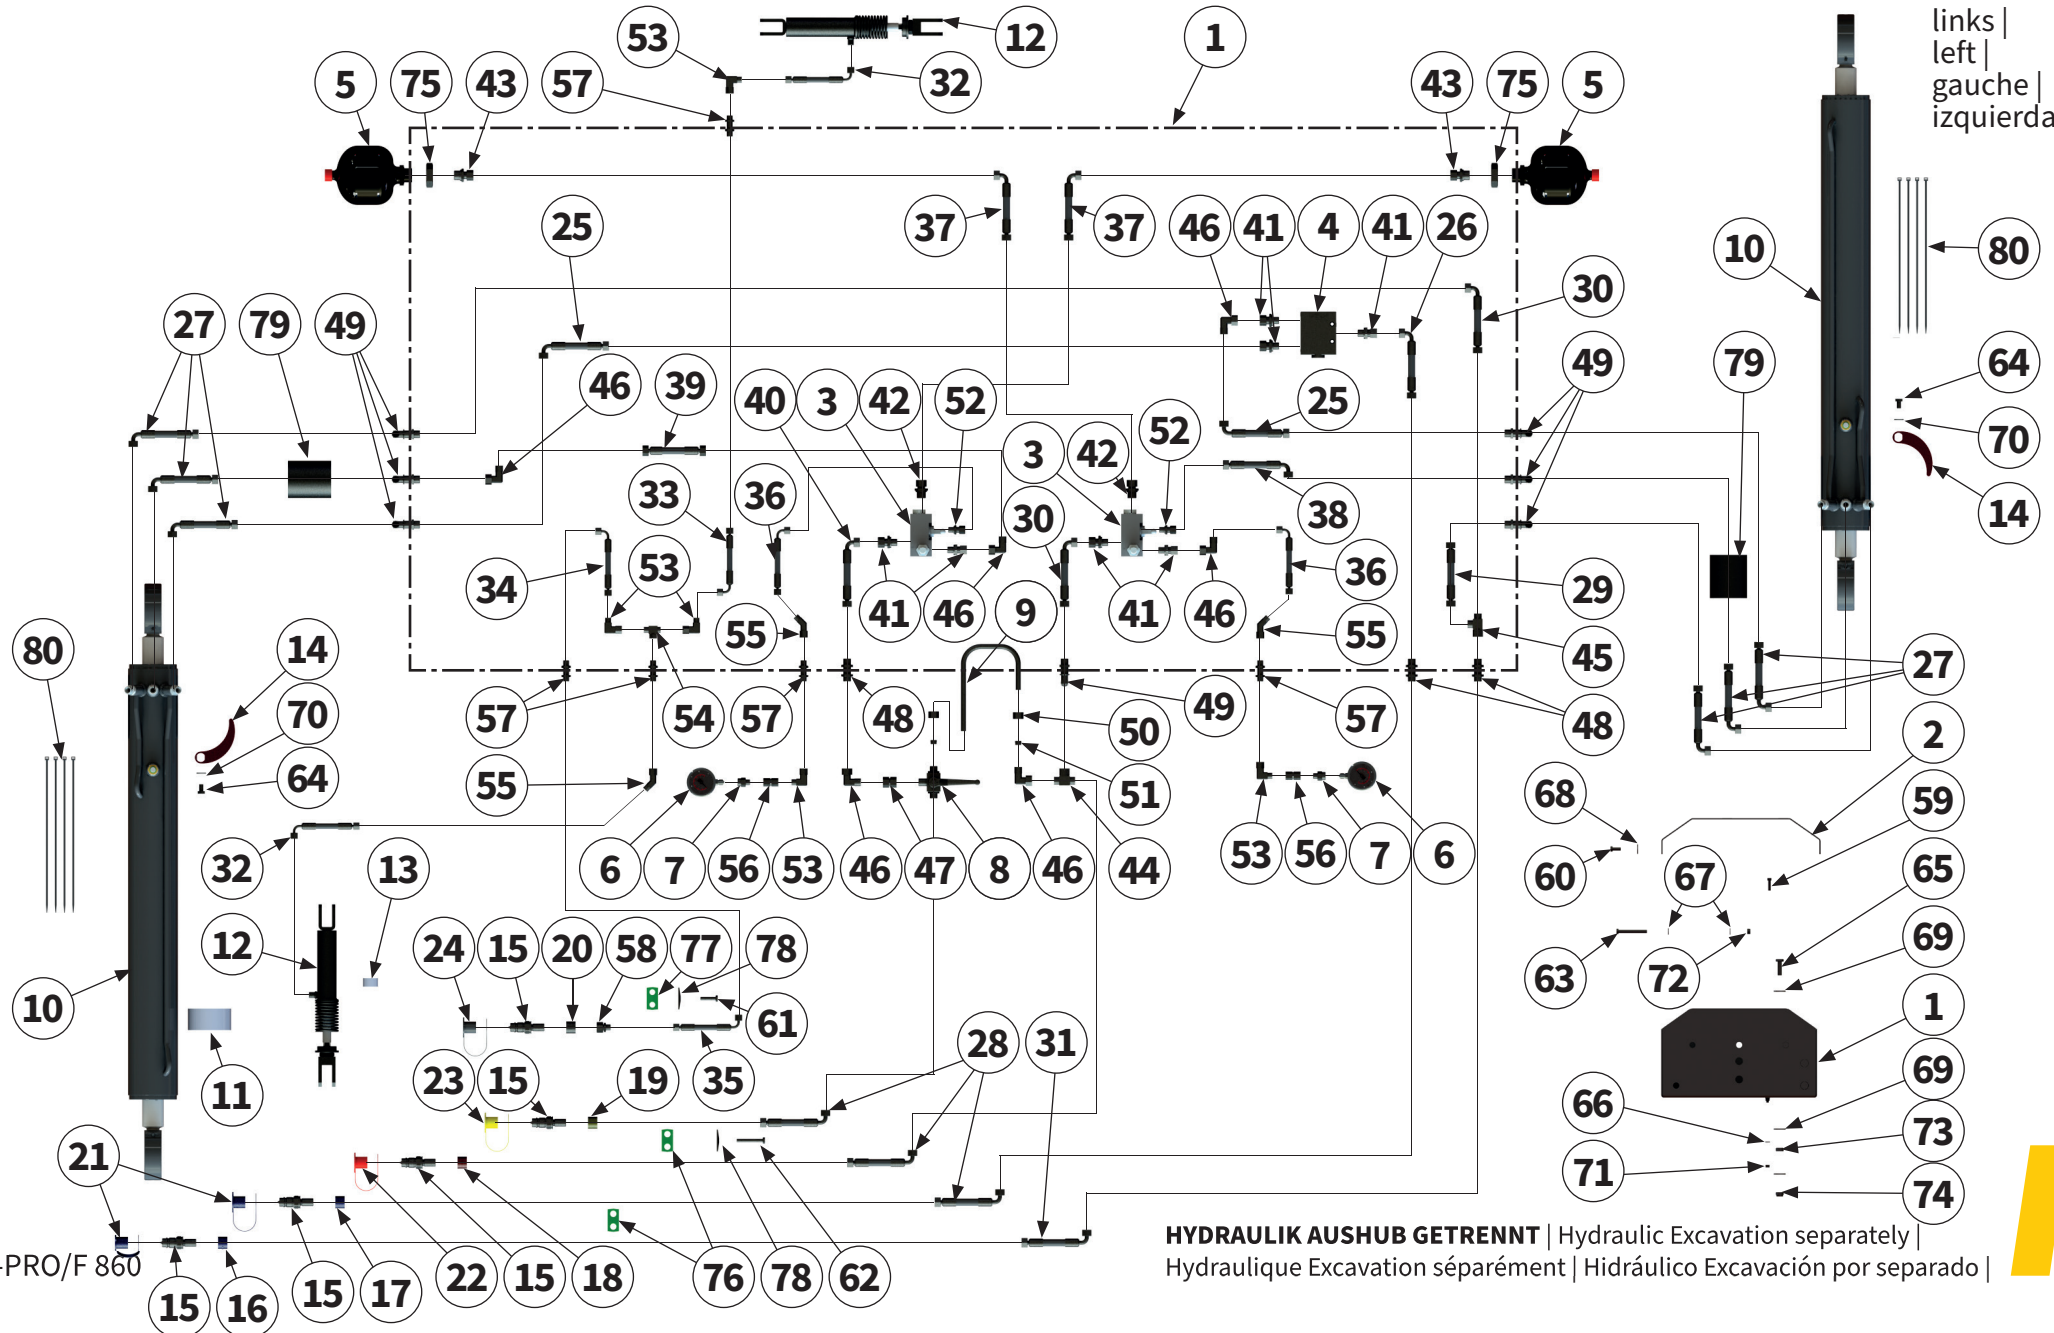 53 12 1 links |
left |
5 75 43 57 32 43 75 5 gauche |
izquierda
25 37 37 46 41 4 41 26 10 80
30
27 79 49 49 79 64
46 39 40 3 42 52 25
52 70
3 42
33 36 30 38 14
34 53 41 46 9 41 46 36 29
55 55
80 14 45 27
70 57 54 57 48 49 57 48 2
50
64 55 51 59
68
32 13 6 7 56 53 46 47 8 46 44 53 56 7 6 60 67 65
12 24 15 20 58 77 78 69
63 72
10 61 1
28 31
11 23 15 19 35 69
66
73
21 71
74
HYDRAULIK AUSHUB GETRENNT | Hydraulic Excavation separately |
-PRO/F 860 Hydraulique Excavation séparément | Hidráulico Excavación por separado |
15 16 15 17 22 15 18 76 78 62